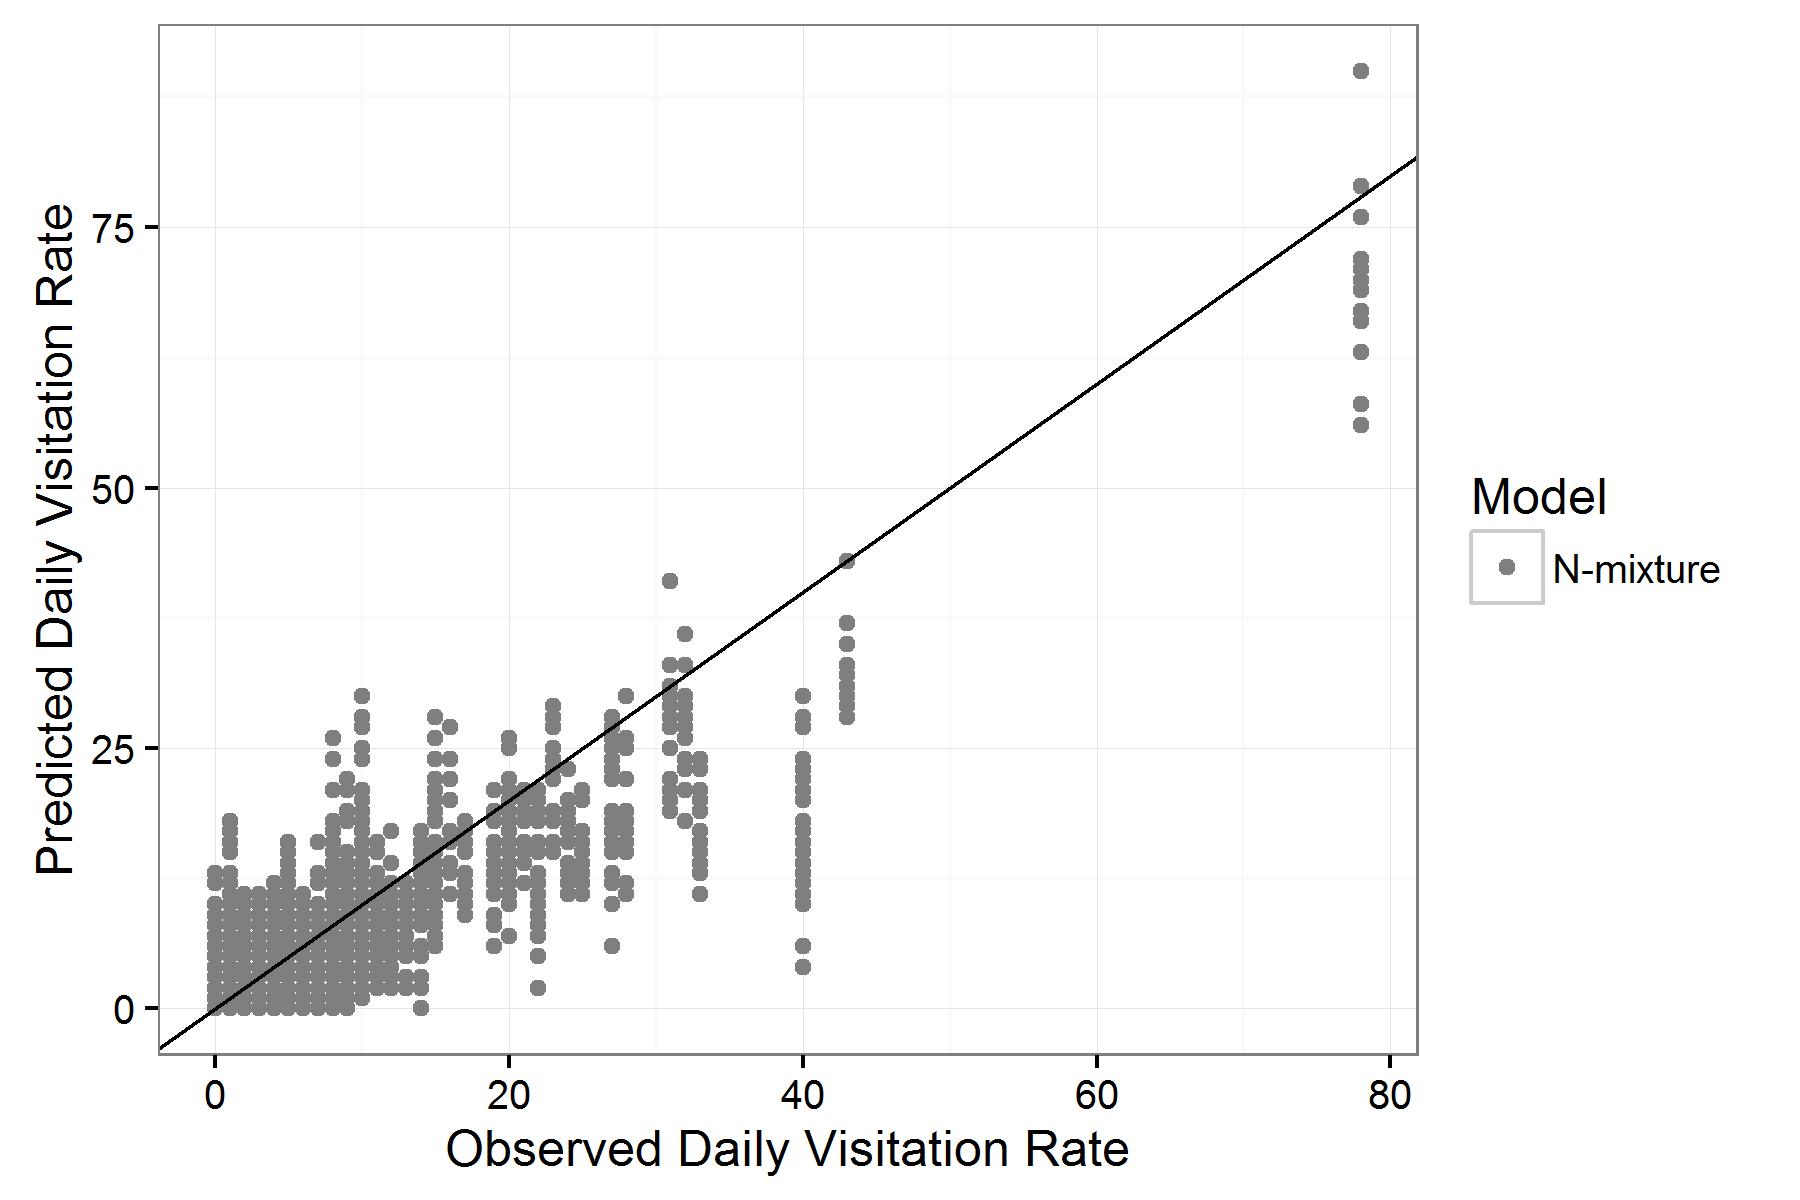 Predicted Daily Visitation Rate
75
50
25
0
0 20 40 60 80
Observed Daily Visitation Rate
Model
N-mixture